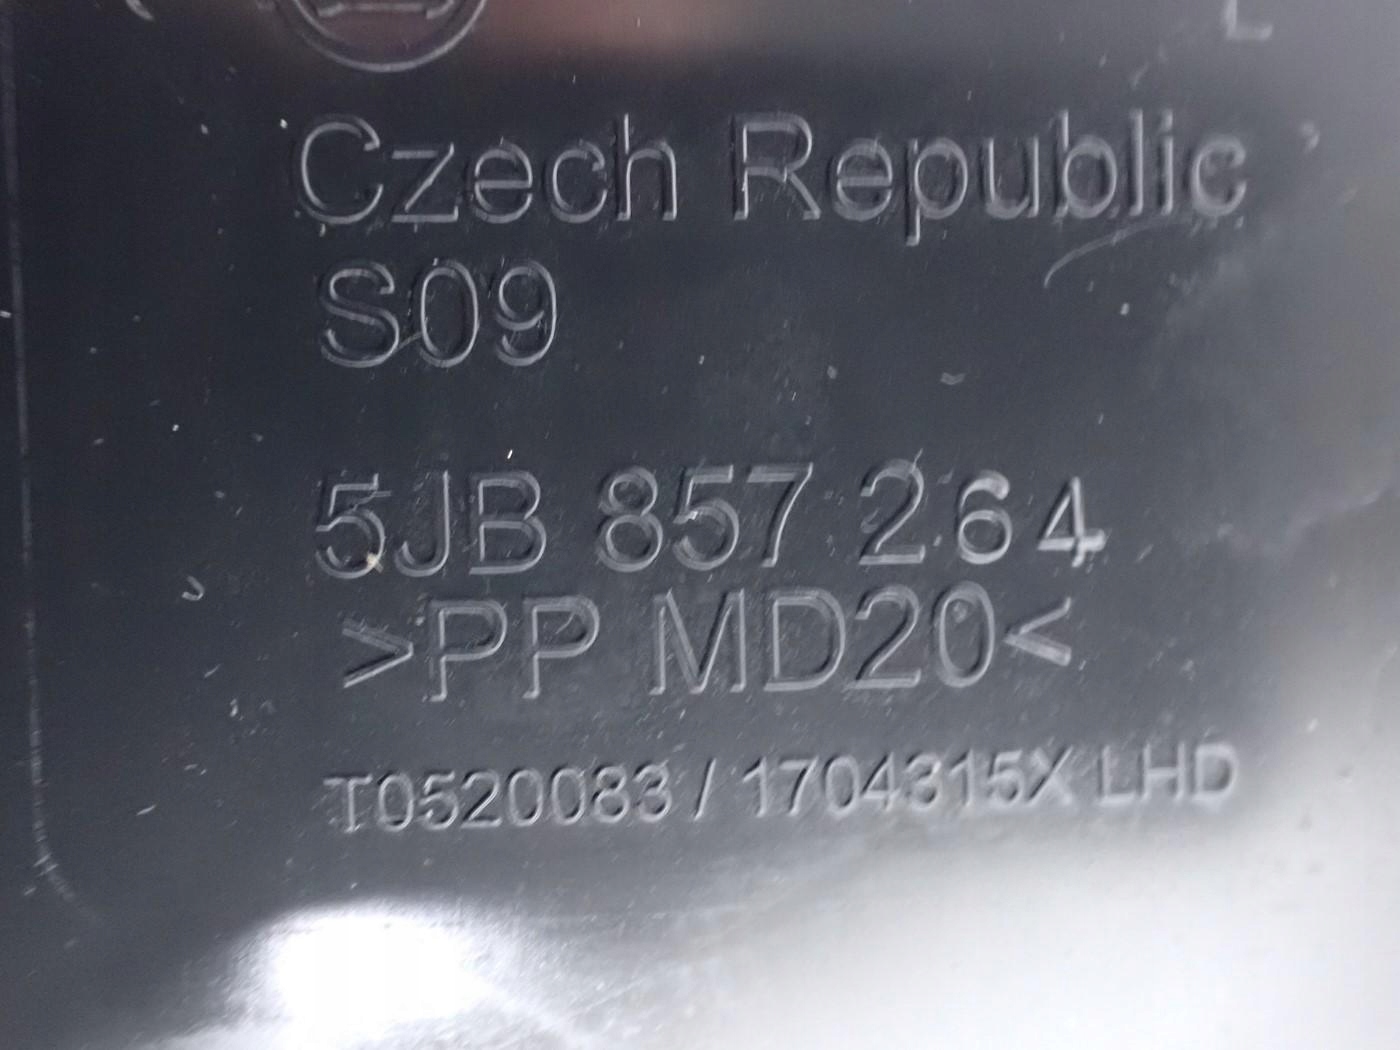 L
Czech Republic
S09
5JB 857 264
>PP MD20<
T0520083 / 1704315X LHD